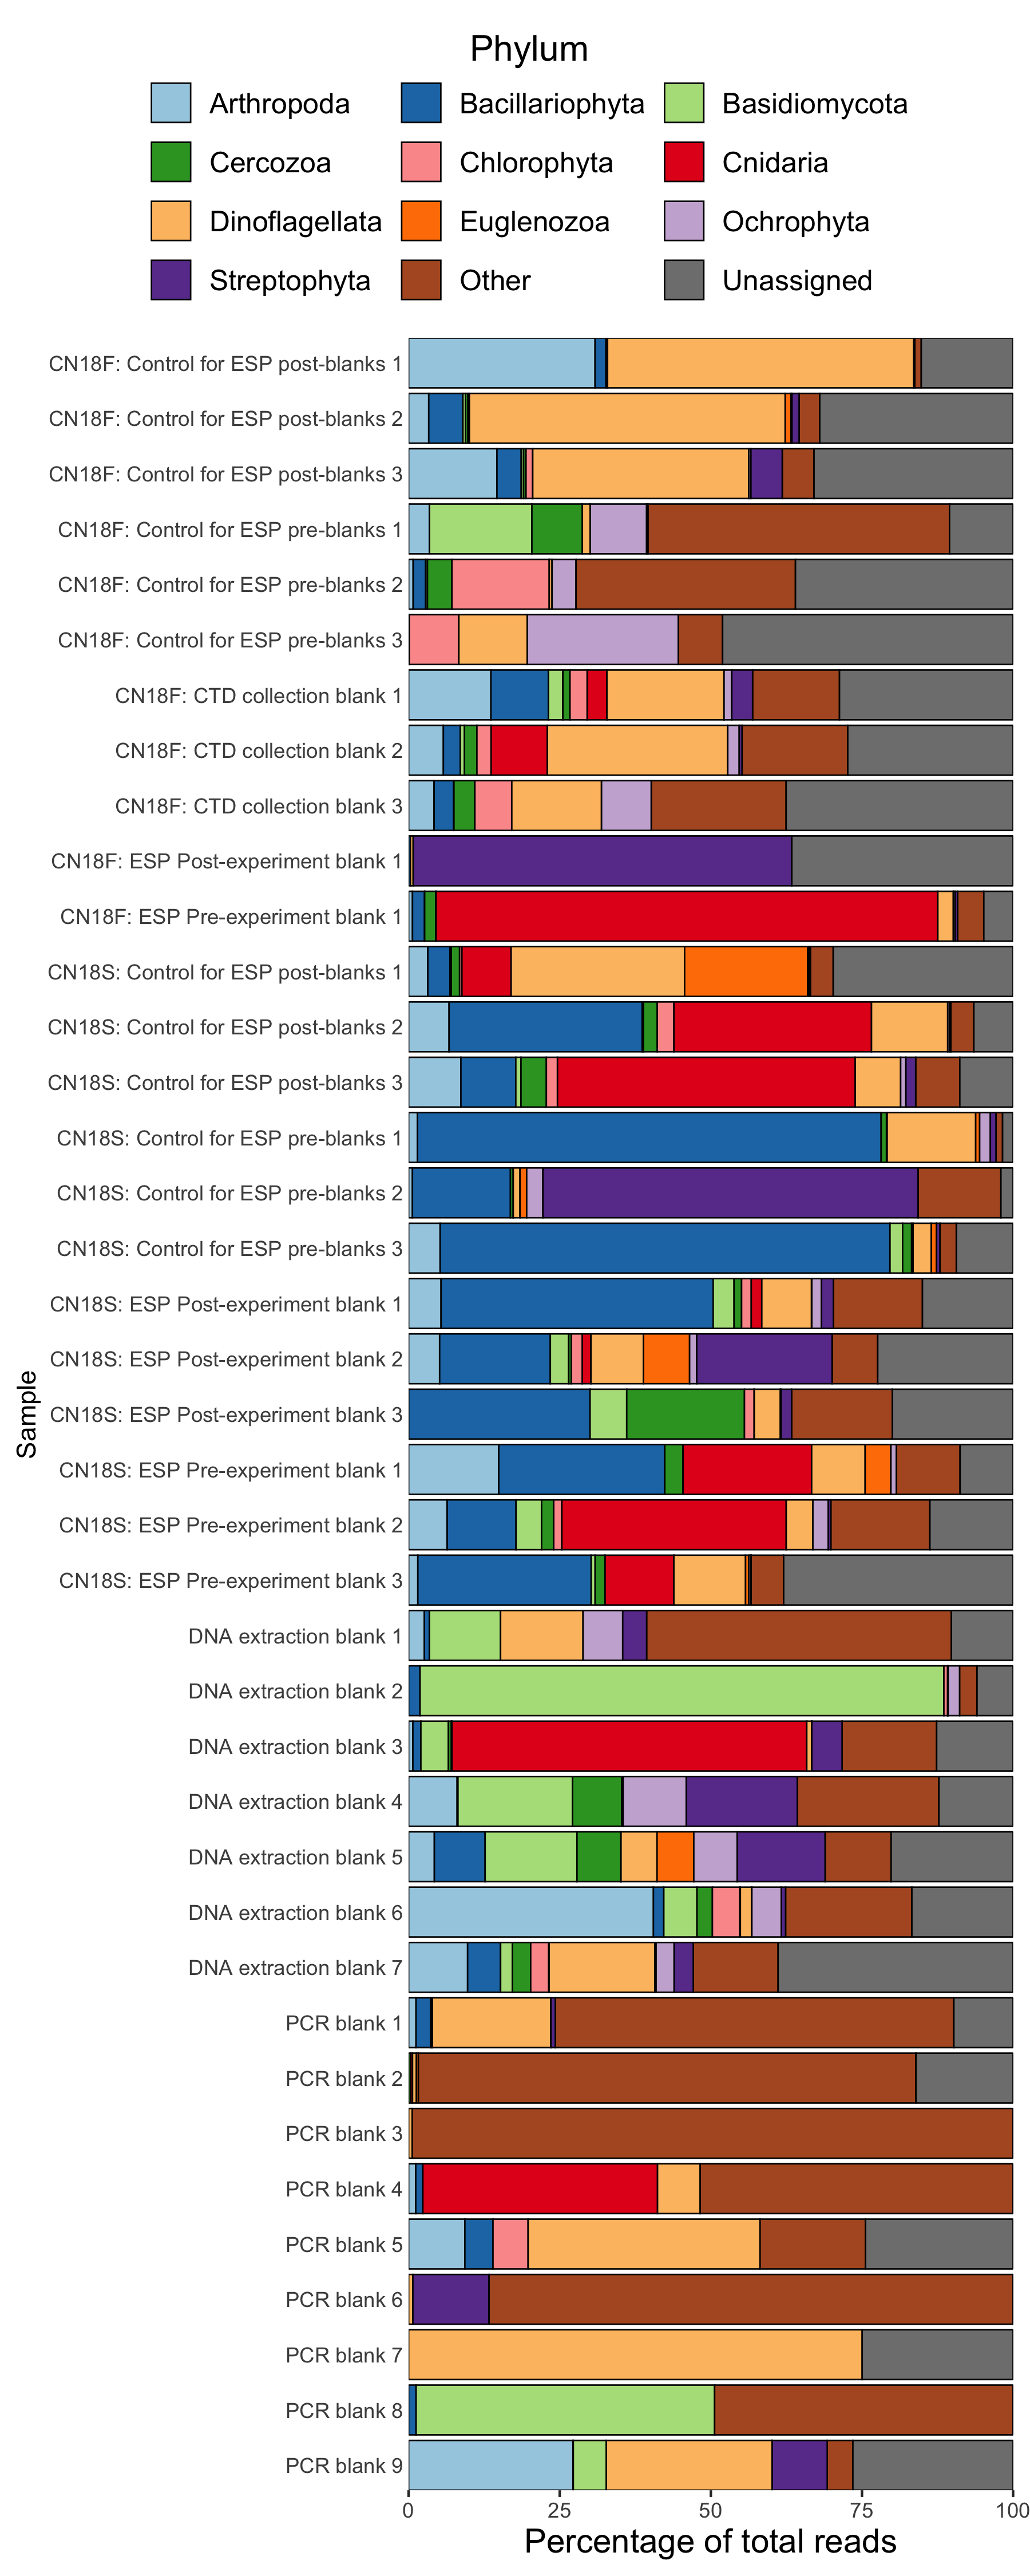 Phylum
Arthropoda Bacillariophyta Basidiomycota
Cercozoa Chlorophyta Cnidaria
Dinoflagellata Euglenozoa Ochrophyta
Streptophyta Other Unassigned
CN18F: Control for ESP post-blanks 1
CN18F: Control for ESP post-blanks 2
CN18F: Control for ESP post-blanks 3
CN18F: Control for ESP pre-blanks 1
CN18F: Control for ESP pre-blanks 2
CN18F: Control for ESP pre-blanks 3
CN18F: CTD collection blank 1
CN18F: CTD collection blank 2
CN18F: CTD collection blank 3
CN18F: ESP Post-experiment blank 1
CN18F: ESP Pre-experiment blank 1
CN18S: Control for ESP post-blanks 1
CN18S: Control for ESP post-blanks 2
CN18S: Control for ESP post-blanks 3
CN18S: Control for ESP pre-blanks 1
CN18S: Control for ESP pre-blanks 2
CN18S: Control for ESP pre-blanks 3
CN18S: ESP Post-experiment blank 1
CN18S: ESP Post-experiment blank 2
CN18S: ESP Post-experiment blank 3
CN18S: ESP Pre-experiment blank 1
CN18S: ESP Pre-experiment blank 2
CN18S: ESP Pre-experiment blank 3
DNA extraction blank 1
DNA extraction blank 2
DNA extraction blank 3
DNA extraction blank 4
DNA extraction blank 5
DNA extraction blank 6
DNA extraction blank 7
PCR blank 1
PCR blank 2
PCR blank 3
PCR blank 4
PCR blank 5
PCR blank 6
PCR blank 7
PCR blank 8
PCR blank 9
Sample
0 25 50 75 100
Percentage of total reads